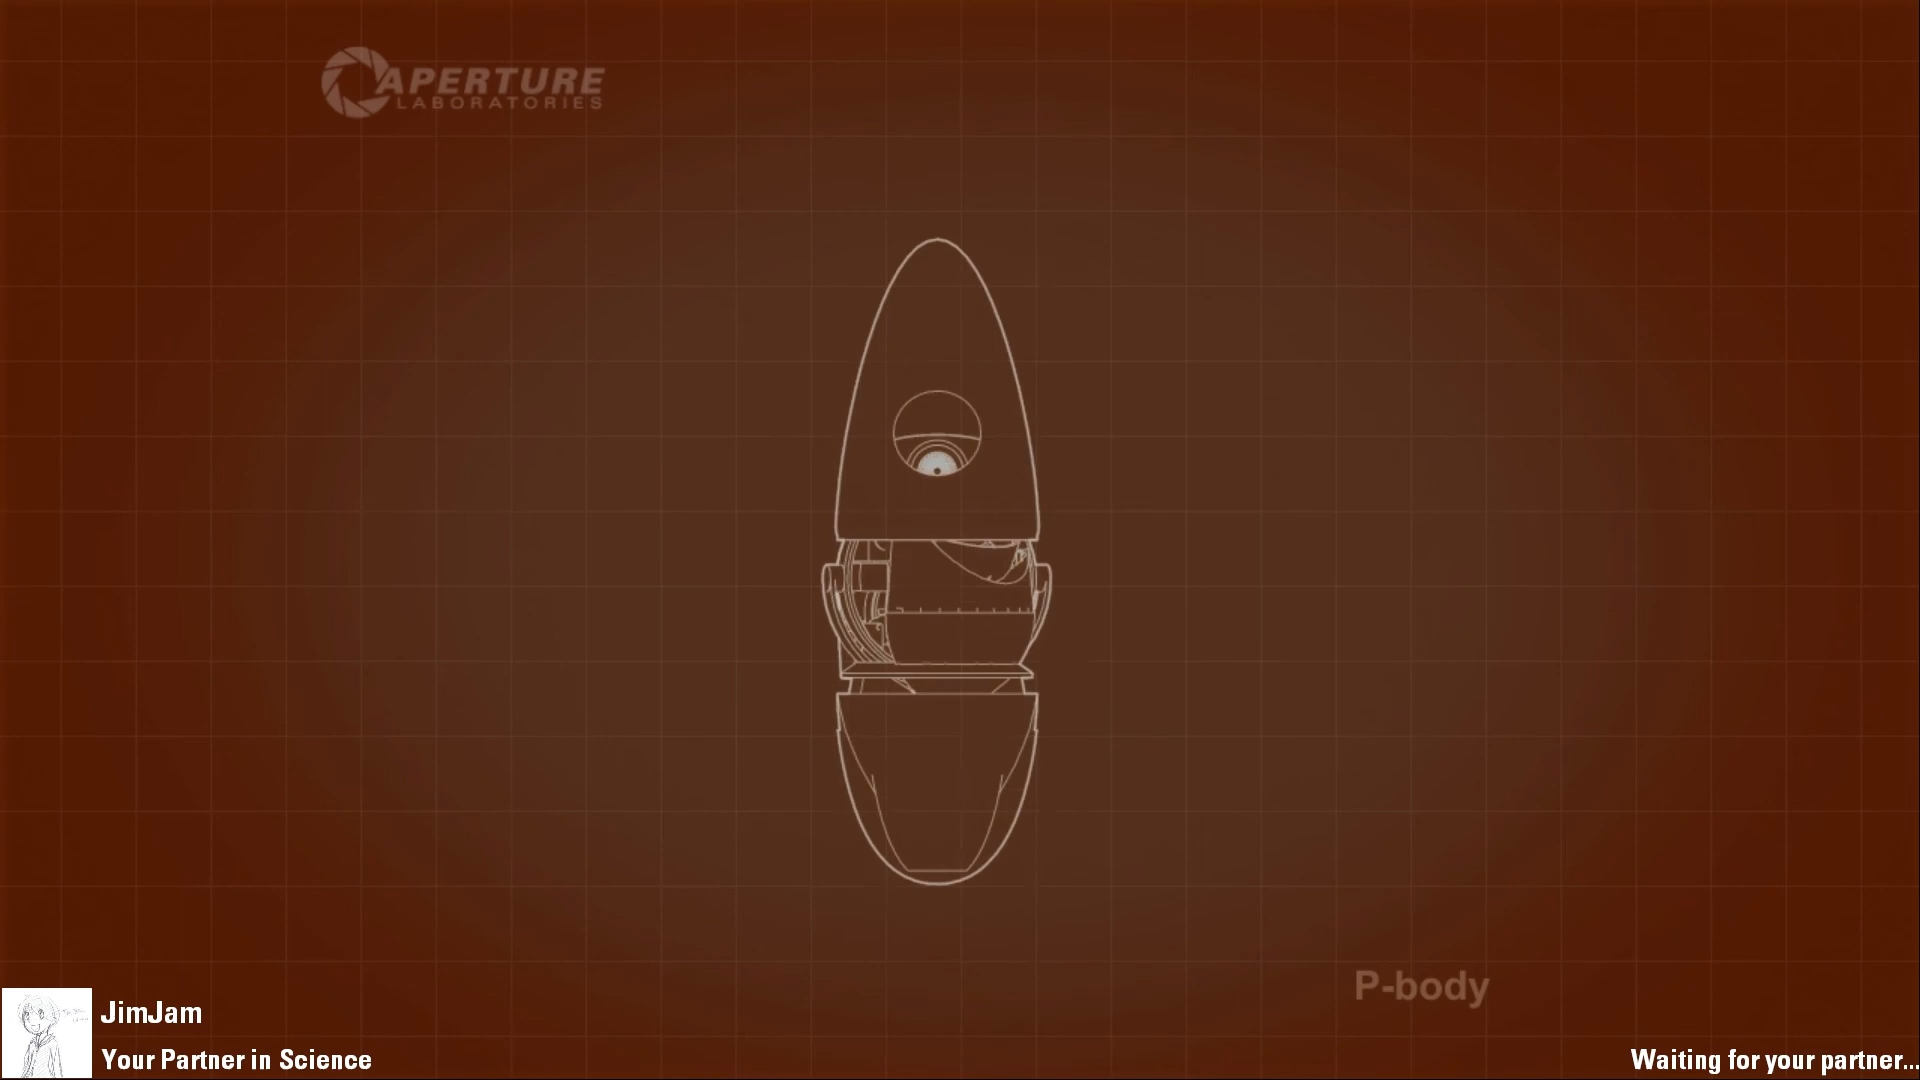 APERTURE
LABORATORIES
P-body
JimJam
Your Partner in Science
Waiting for your partner...